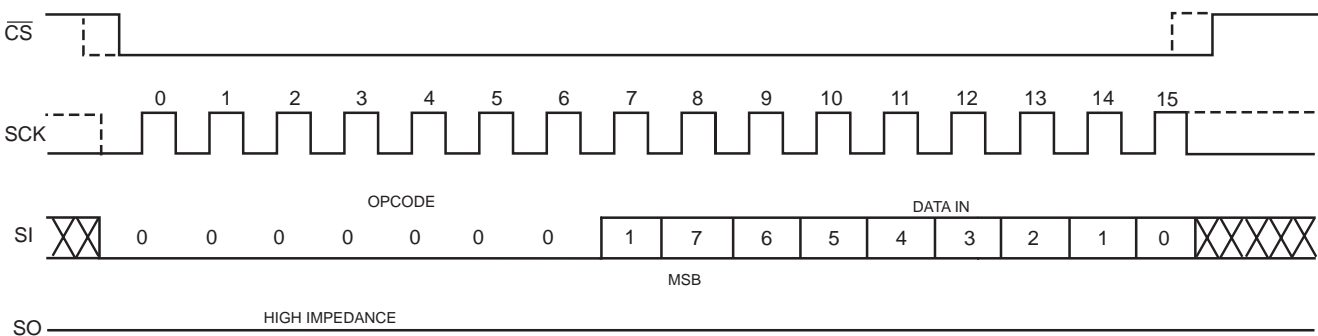 CS
0 1 2 3 4 5 6 7 8 9 10 11 12 13 14 15
SCK
OPCODE
DATA IN
SI 0 0 0 0 0 0 0 1 7 6 5 4 3 2 1 0
MSB
HIGH IMPEDANCE
SO